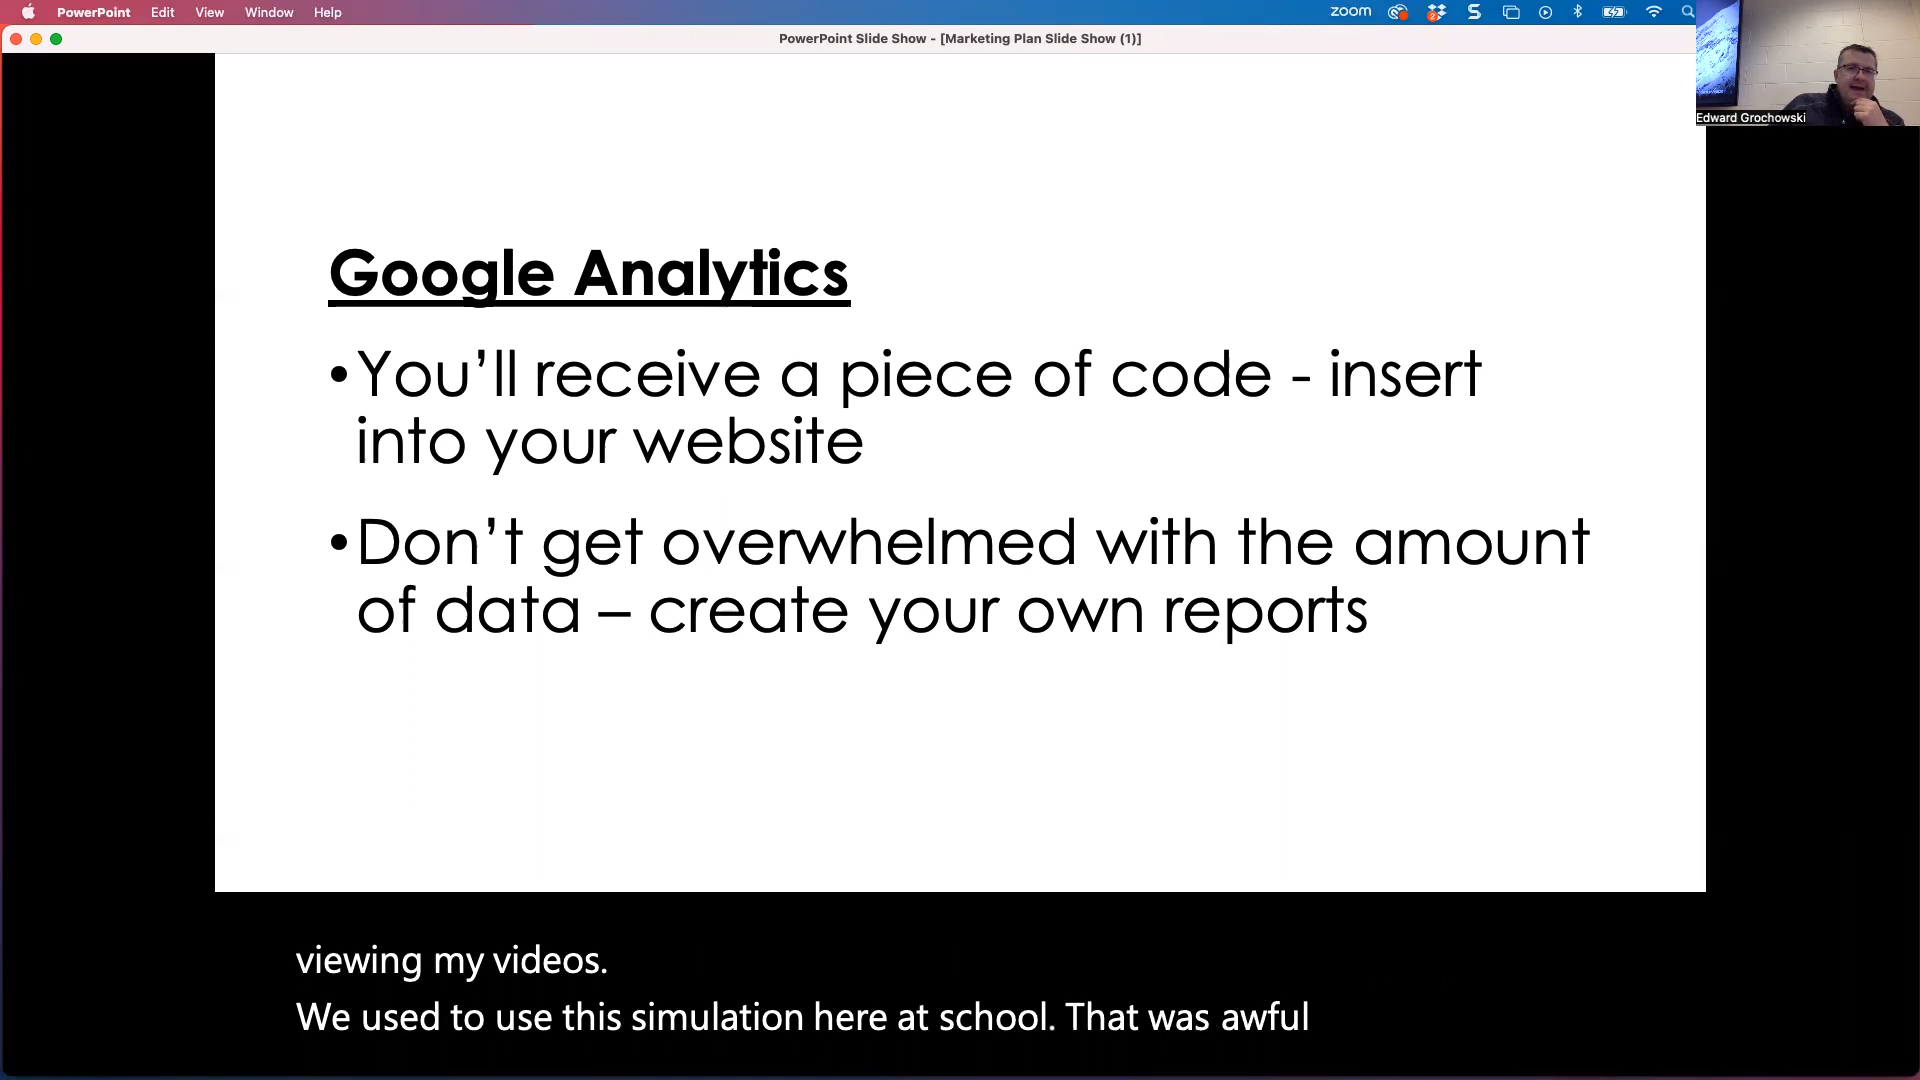 PowerPoint Edit View Window Help
zoom
2
PowerPoint Slide Show - [Marketing Plan Slide Show (1)]
Edward Grochowski
Google Analytics
•You’ll receive a piece of code - insert
into your website
•Don’t get overwhelmed with the amount
of data – create your own reports
viewing my videos.
We used to use this simulation here at school. That was awful